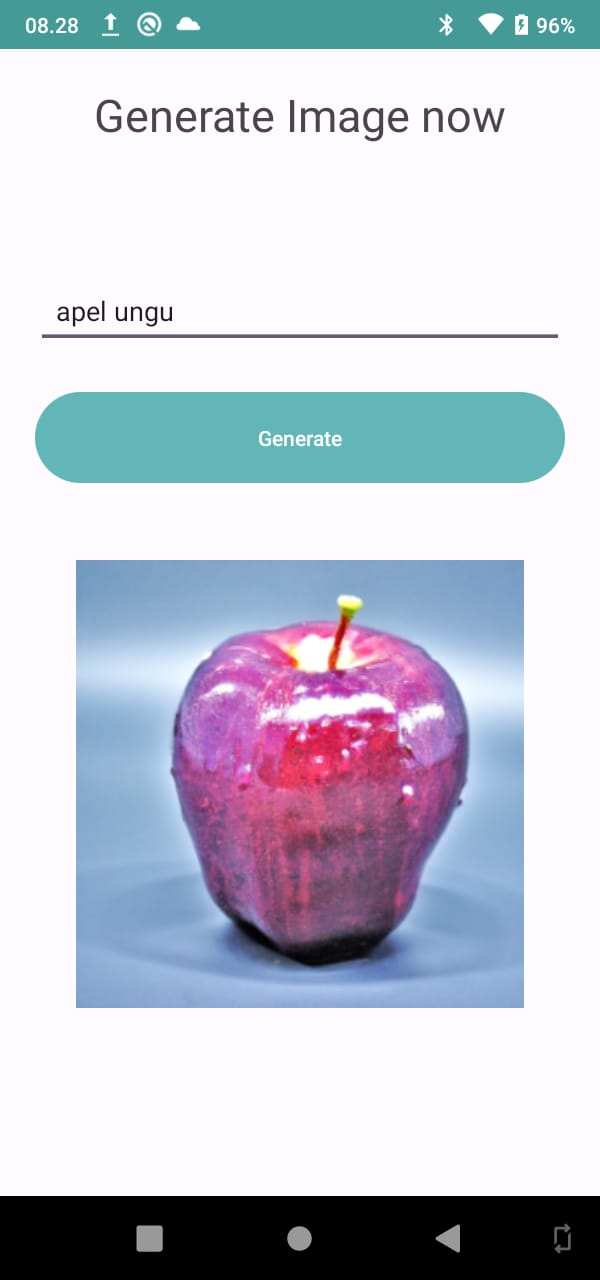 08.28
96%
Generate Image now
apel ungu
Generate